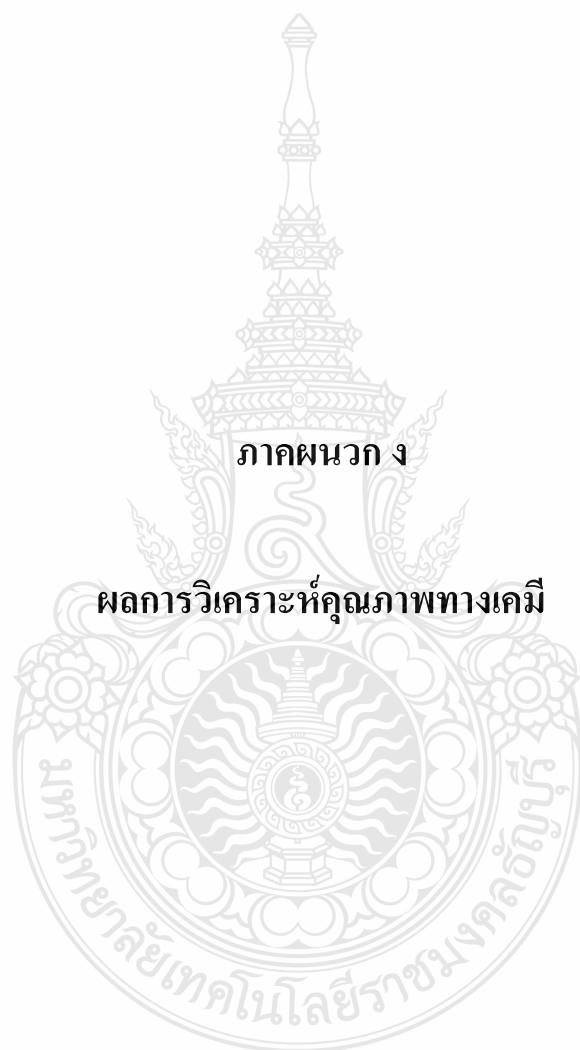 ภาคผนวก ง
ผลการวิเคราะห์คุณภาพทางเคมี
มหาวิทยาลัยเทคโนโลยีราชมงคลธัญบุรี